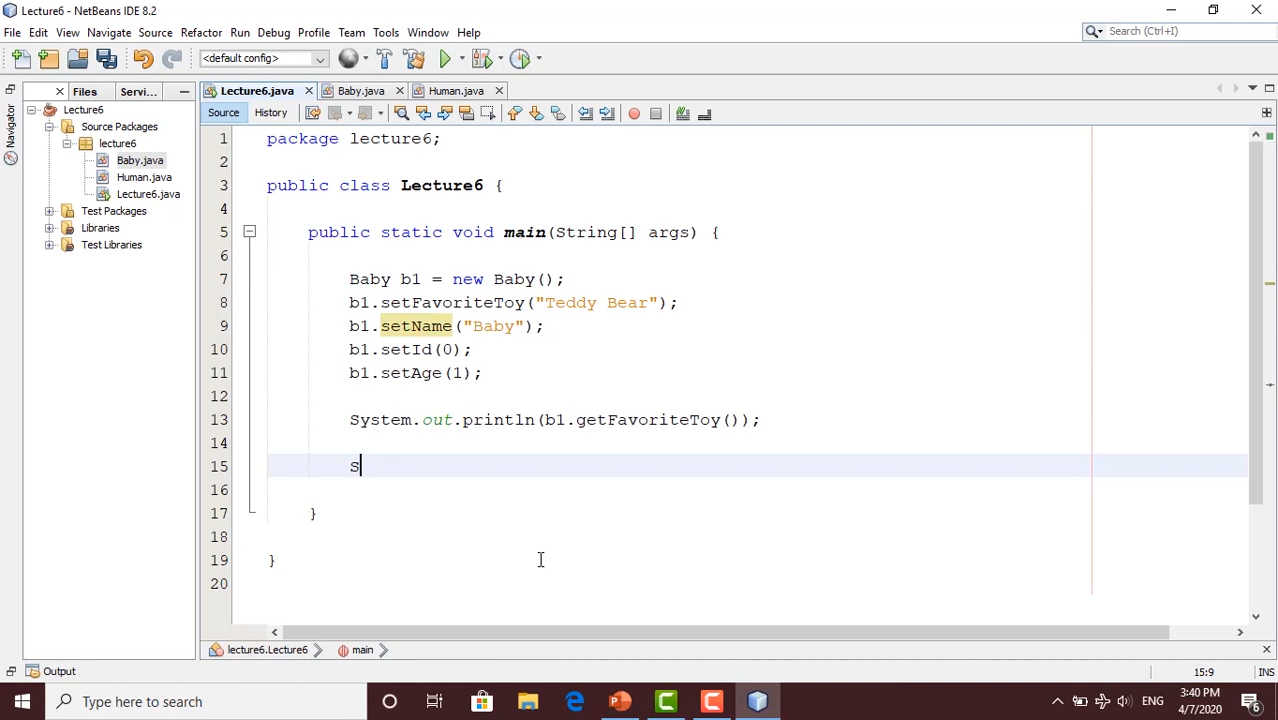 Lecture6 - NetBeans IDE 8.2
File Edit View Navigate Source Refactor Run Debug Profile Team Tools Window Help
Search (Ctrl+I)
<default config>
Files Servi...
Lecture6.java Baby.java Human.java
Source History
Navigator
Lecture6
Source Packages
lecture6
Baby.java
Human.java
Lecture6.java
Test Packages
Libraries
Test Libraries
1 package lecture6;
2
3 public class Lecture6 {
4
5 public static void main(String[] args) {
6
7 Baby b1 = new Baby();
8 b1.setFavoriteToy("Teddy Bear");
9 b1.setName("Baby");
10 b1.setId(0);
11 b1.setAge(1);
12
13 System.out.println(b1.getFavoriteToy());
14
15 s
16
17 }
18
19 }
20
lecture6.Lecture6 main
Output
15:9 INS
Type here to search
ENG
3:40 PM
4/7/2020
6